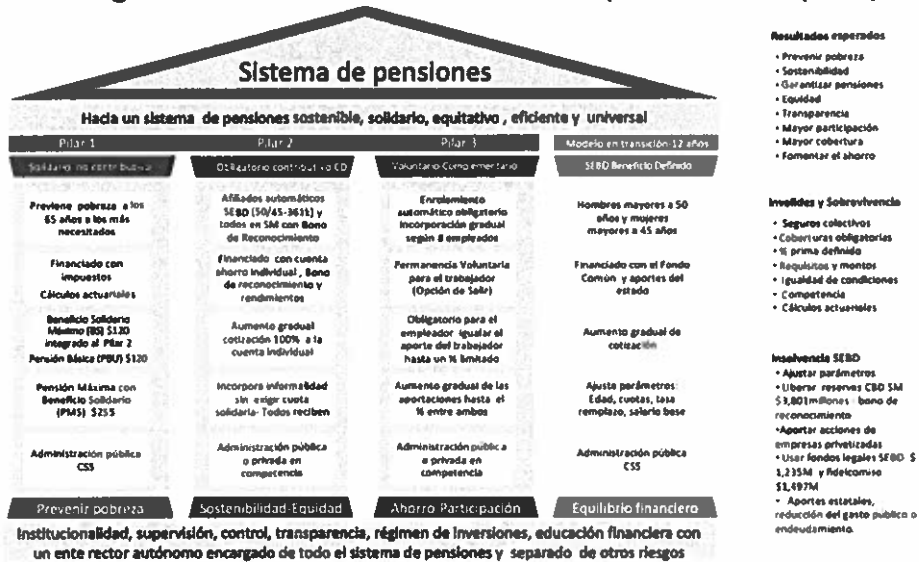 Sistema de pensiones
Hacia un sistema de pensiones sostenible, solidario, equitativo , eficiente y universal
Pilar 1
Solidario no contributivo
Previene pobreza a los
65 años a los más
necesitados
Financiado con
impuestos
Cálculos actuariales
Beneficio Solidario
Máximo (BS) $120
integrado al Pilar 2
Pensión Básica (PBU) $120
Pensión Máxima con
Beneficio Solidario
(PMS) $255
Administración pública
CSS
Prevenir pobreza
Pilar 2
Obligatorio contributivo CD
Afiliados automáticos
SEBD (50/45-361k) y
todos en SM con Bono
de Reconocimiento
Financiado con cuenta
ahorro individual , Bono
de reconocimiento y
rendimientos
Aumento gradual
cotización 100% a la
cuenta individual
Incorpora informalidad
sin exigir cuota
solidaria- Todos reciben
Administración pública
o privada en
competencia
Sostenibilidad-Equidad
Pilar 3
Voluntario Complementario
Enrolamiento
automático obligatorio
Incorporación gradual
según # empleados
Permanencia Voluntaria
para el trabajador
(Opción de Salir)
Obligatorio para el
empleador igualar el
aporte del trabajador
hasta un % limitado
Aumento gradual de las
aportaciones hasta el
% entre ambos
Administración pública
o privada en
competencia
Ahorro Participación
Modelo en transición-12 años
SEBD Beneficio Definido
Hombres mayores a 50
años y mujeres
mayores a 45 años
Financiado con el Fondo
Común y aportes del
estado
Aumento gradual de
cotización
Ajusta parámetros:
Edad, cuotas, tasa
remplazo, salario base
Administración pública
CSS
Equilibrio financiero
Institucionalidad, supervisión, control, transparencia, régimen de inversiones, educación financiera con
un ente rector autónomo encargado de todo el sistema de pensiones y separado de otros riesgos
Resultados esperados
• Prevenir pobreza
• Sostenibilidad
• Garantizar pensiones
• Equidad
• Transparencia
• Mayor participación
• Mayor cobertura
• Fomentar el ahorro
Invalides y Sobrevivencia
• Seguros colectivos
• Coberturas obligatorias
• % prima definido
• Requisitos y montos
• Igualdad de condiciones
• Competencia
• Cálculos actuariales
Insolvencia SEBD
• Ajustar parámetros
• Liberar reservas CBD SM
$3,801millones - bono de
reconocimiento
•Aportar acciones de
empresas privatizadas
• Usar fondos legales SEBD $
1,235M y fideicomiso
$1,497M
• Aportes estatales,
reducción del gasto público o
endeudamiento.